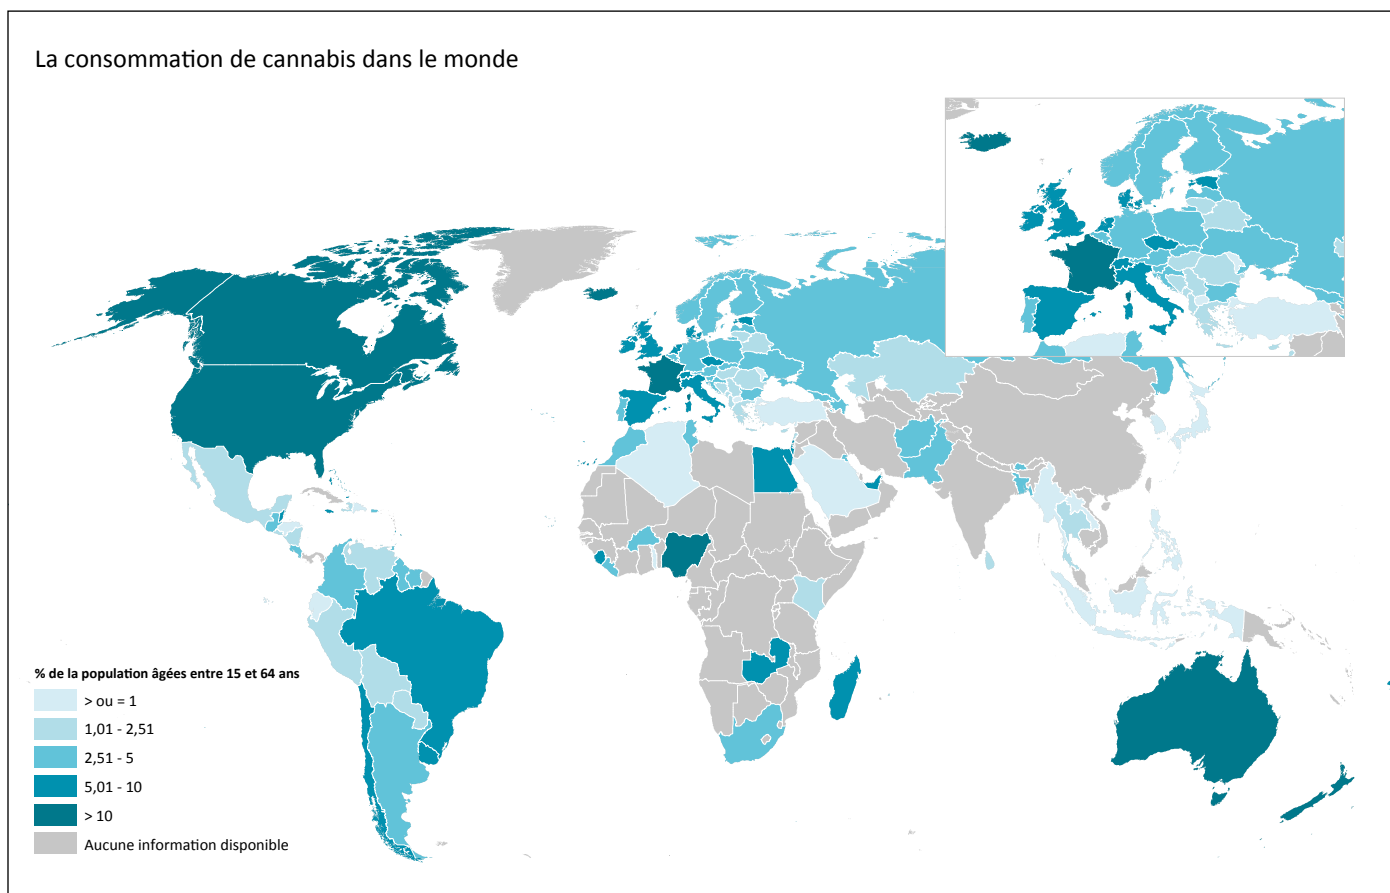 La consommation de cannabis dans le monde
% de la population âgées entre 15 et 64 ans
> ou = 1
1,01 - 2,51
2,51 - 5
5,01 - 10
> 10
Aucune information disponible